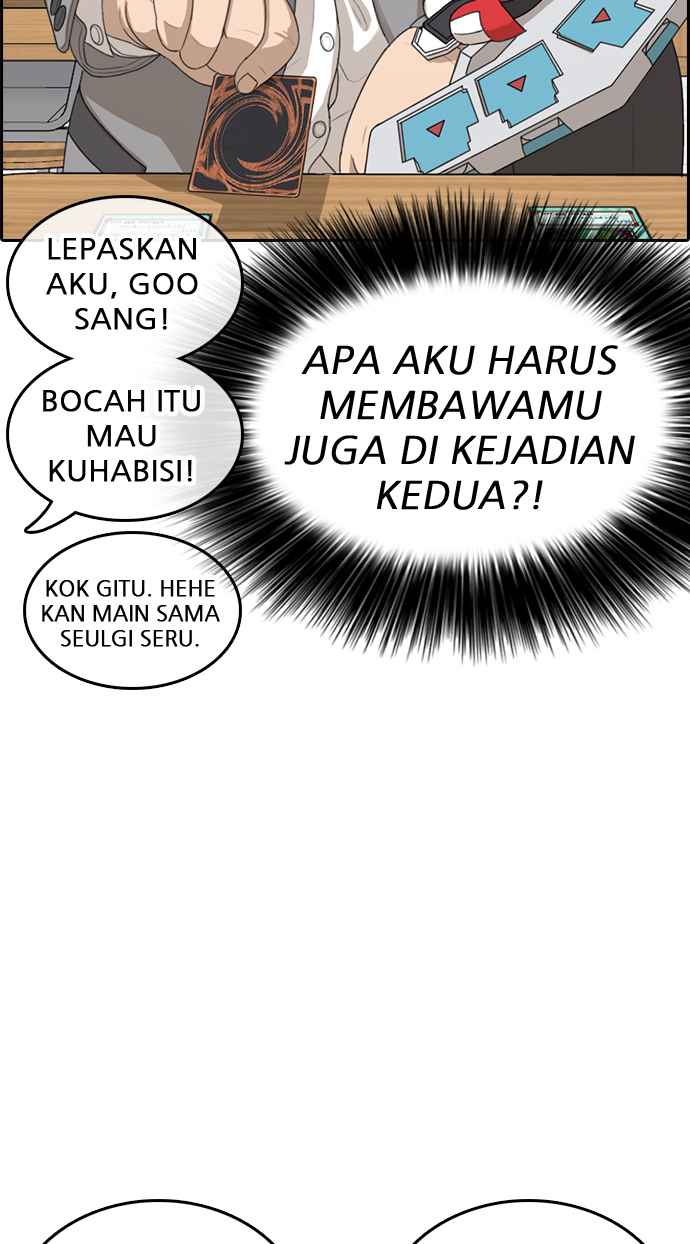 LEPASKAN
AKU, GOO
SANG!
BOCAH ITU
MAU
KUHABISI!
APA AKU HARUS
MEMBAWAMU
JUGA DI KEJADIAN
KEDUA?!
KOK GITU. HEHE
KAN MAIN SAMA
SEULGI SERU.